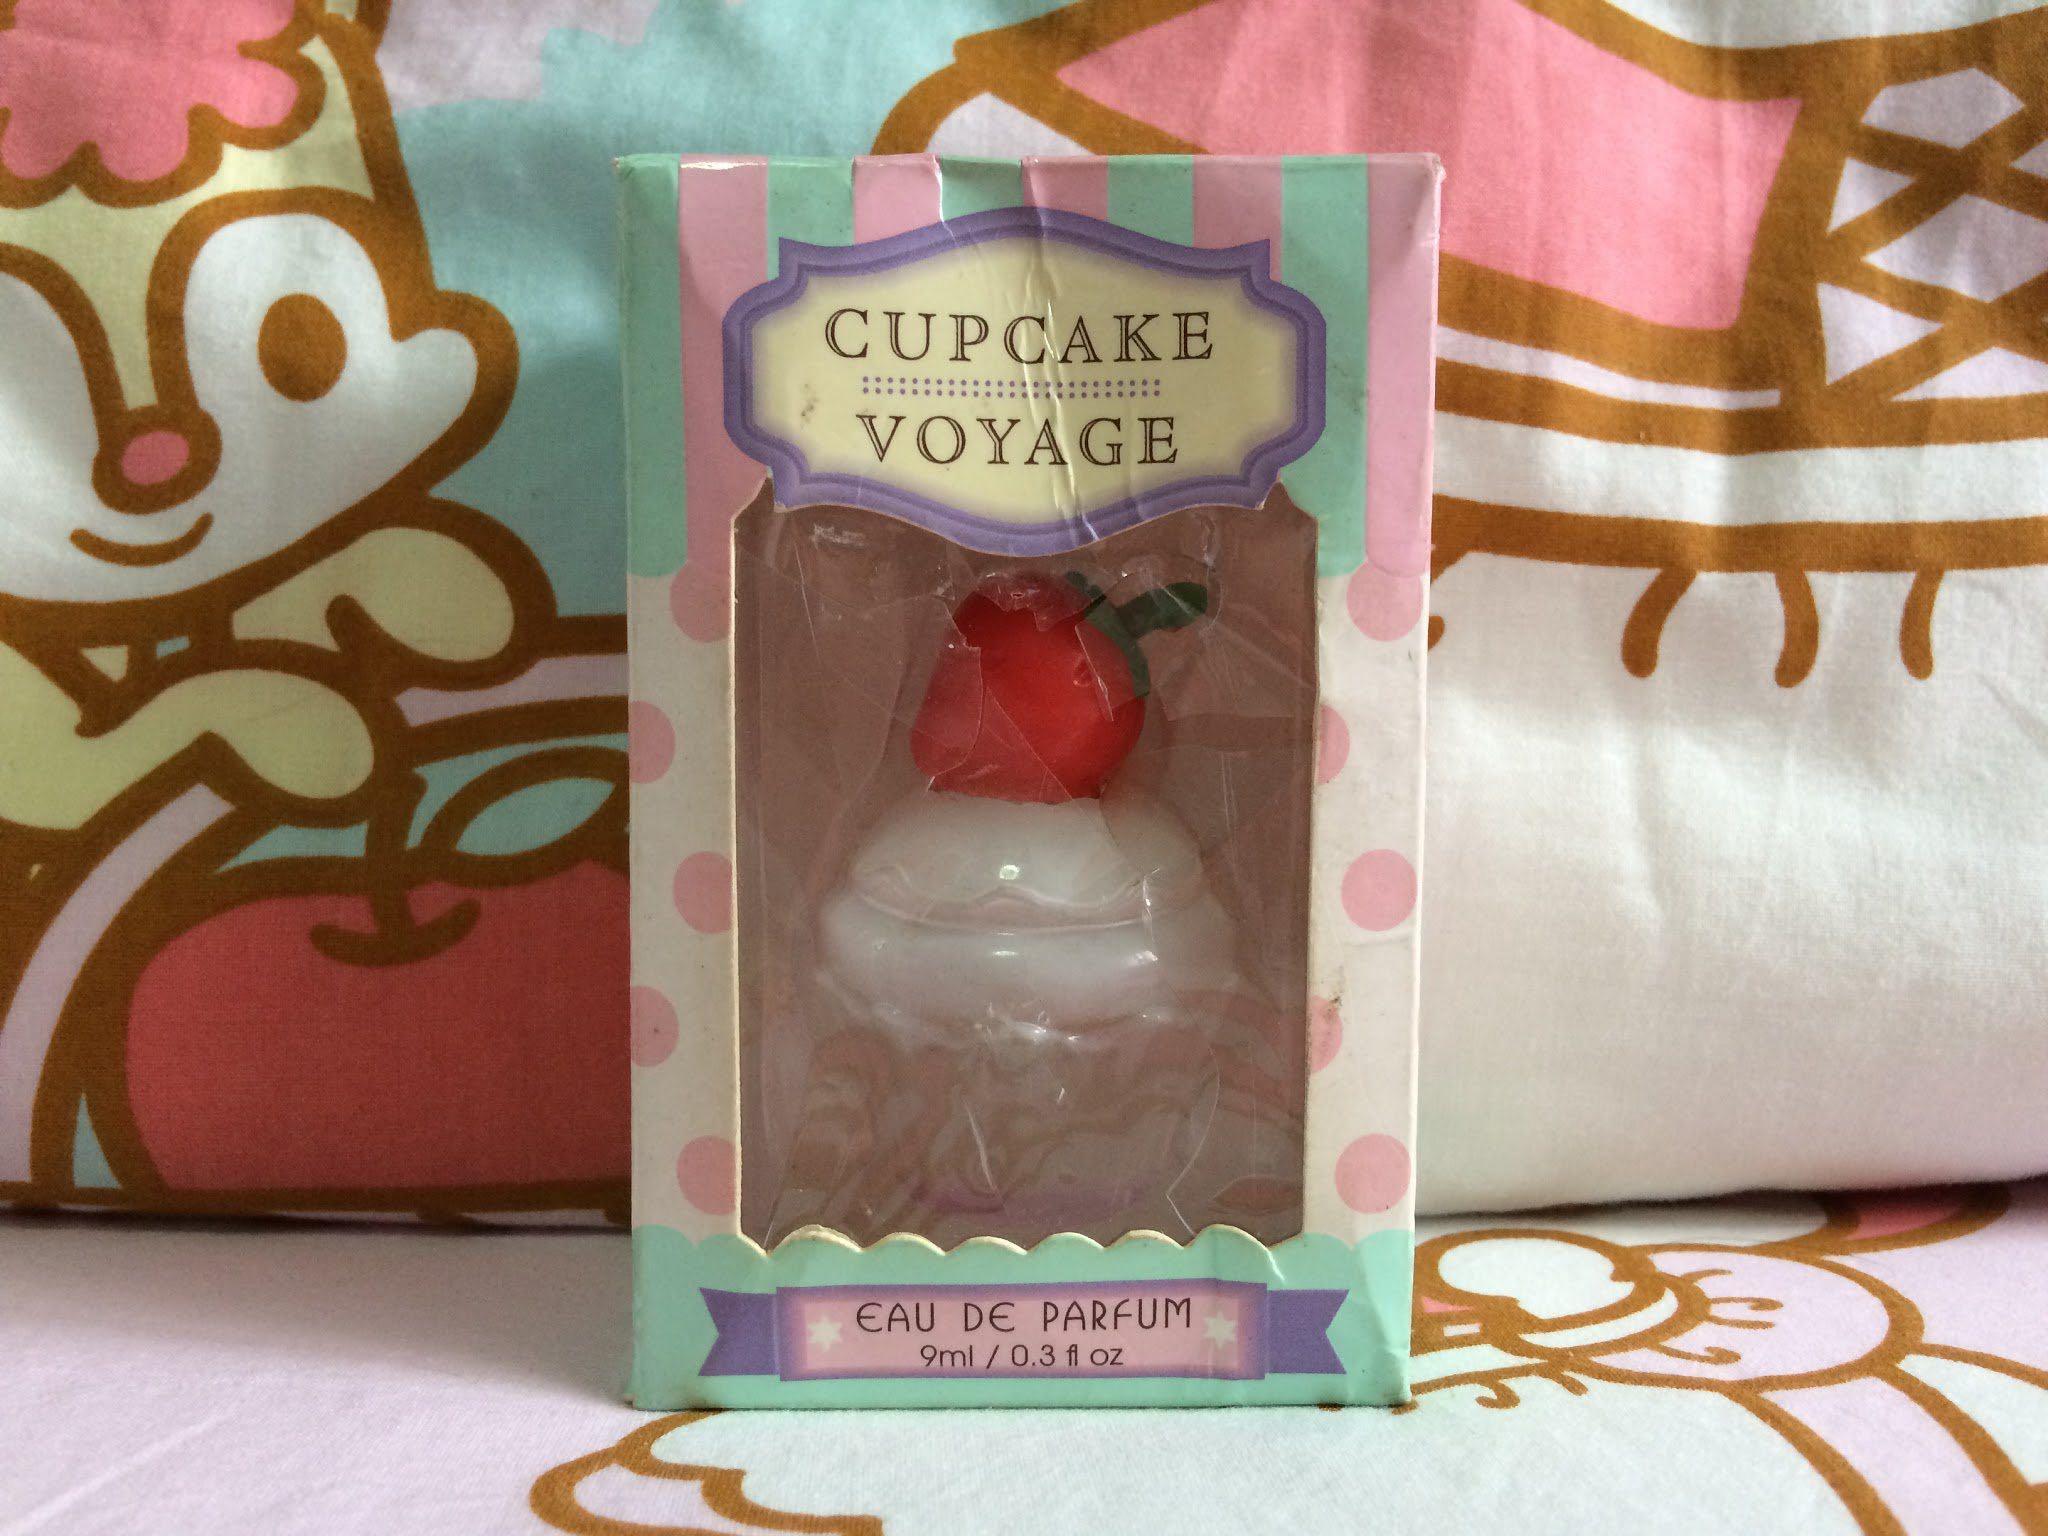 CUPCAKE
VOYAGE
EAU DE PARFUM
9ml / 0.3 fl oz